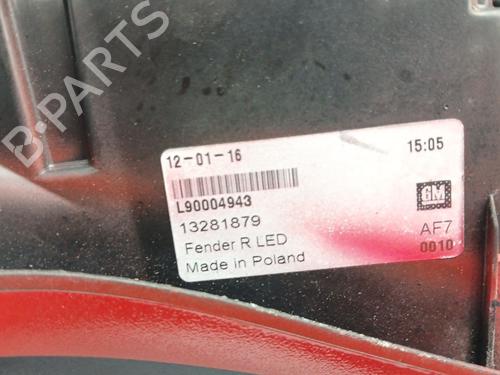 B-PARTS
12-01-16 15:05
L90004943
13281879 GM
Fender R LED AF7
Made in Poland 0010